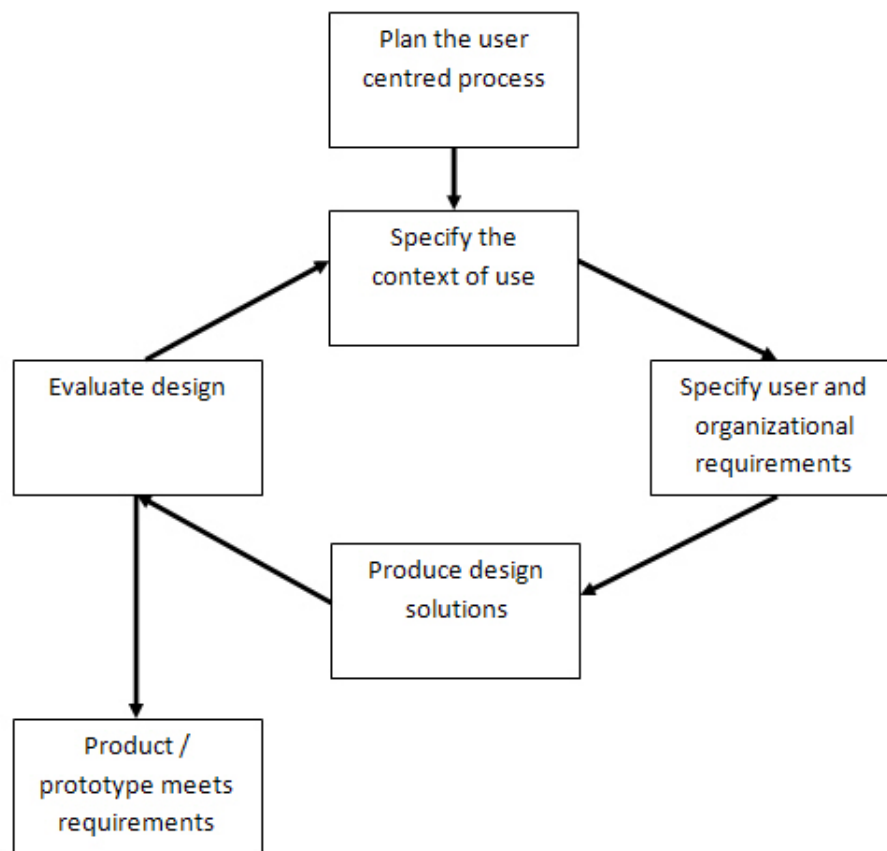 Plan the user
centred process
Specify the
context of use
Evaluate design
Specify user and
organizational
requirements
Produce design
solutions
Product /
prototype meets
requirements